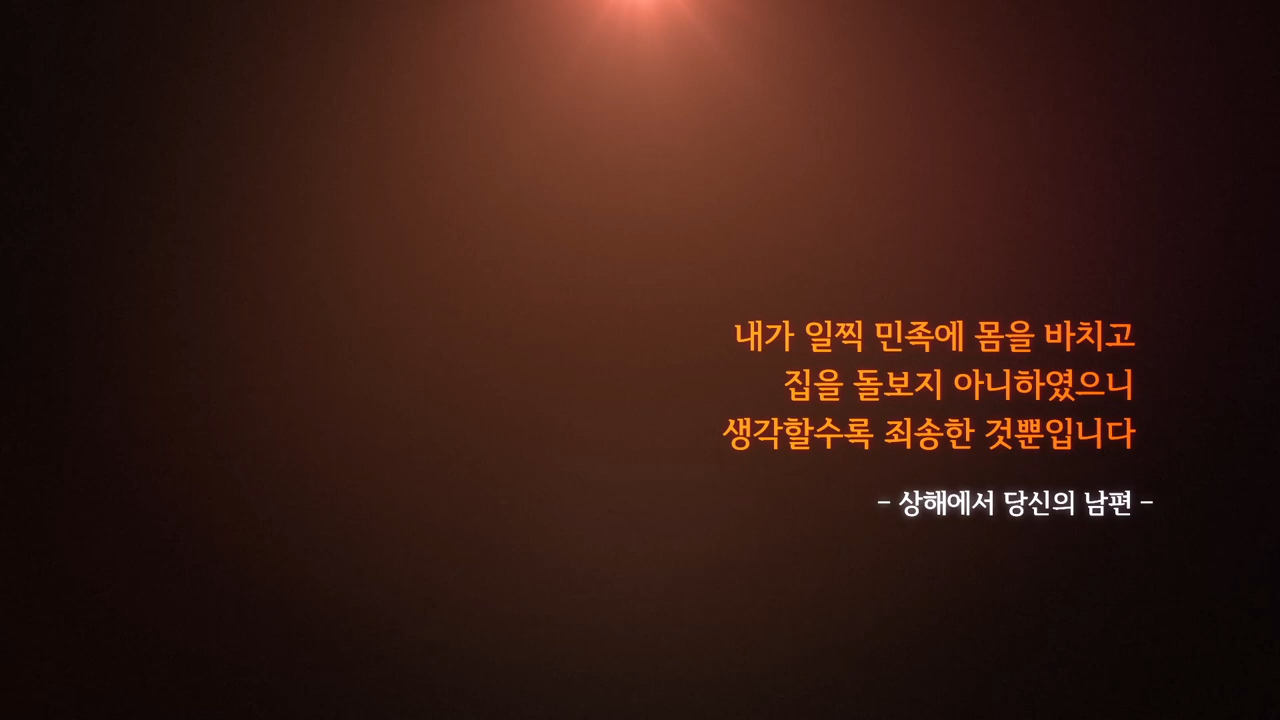 내가 일찍 민족에 몸을 바치고
집을 돌보지 아니하였으니
생각할수록 죄송한 것뿐입니다
- 상해에서 당신의 남편 -